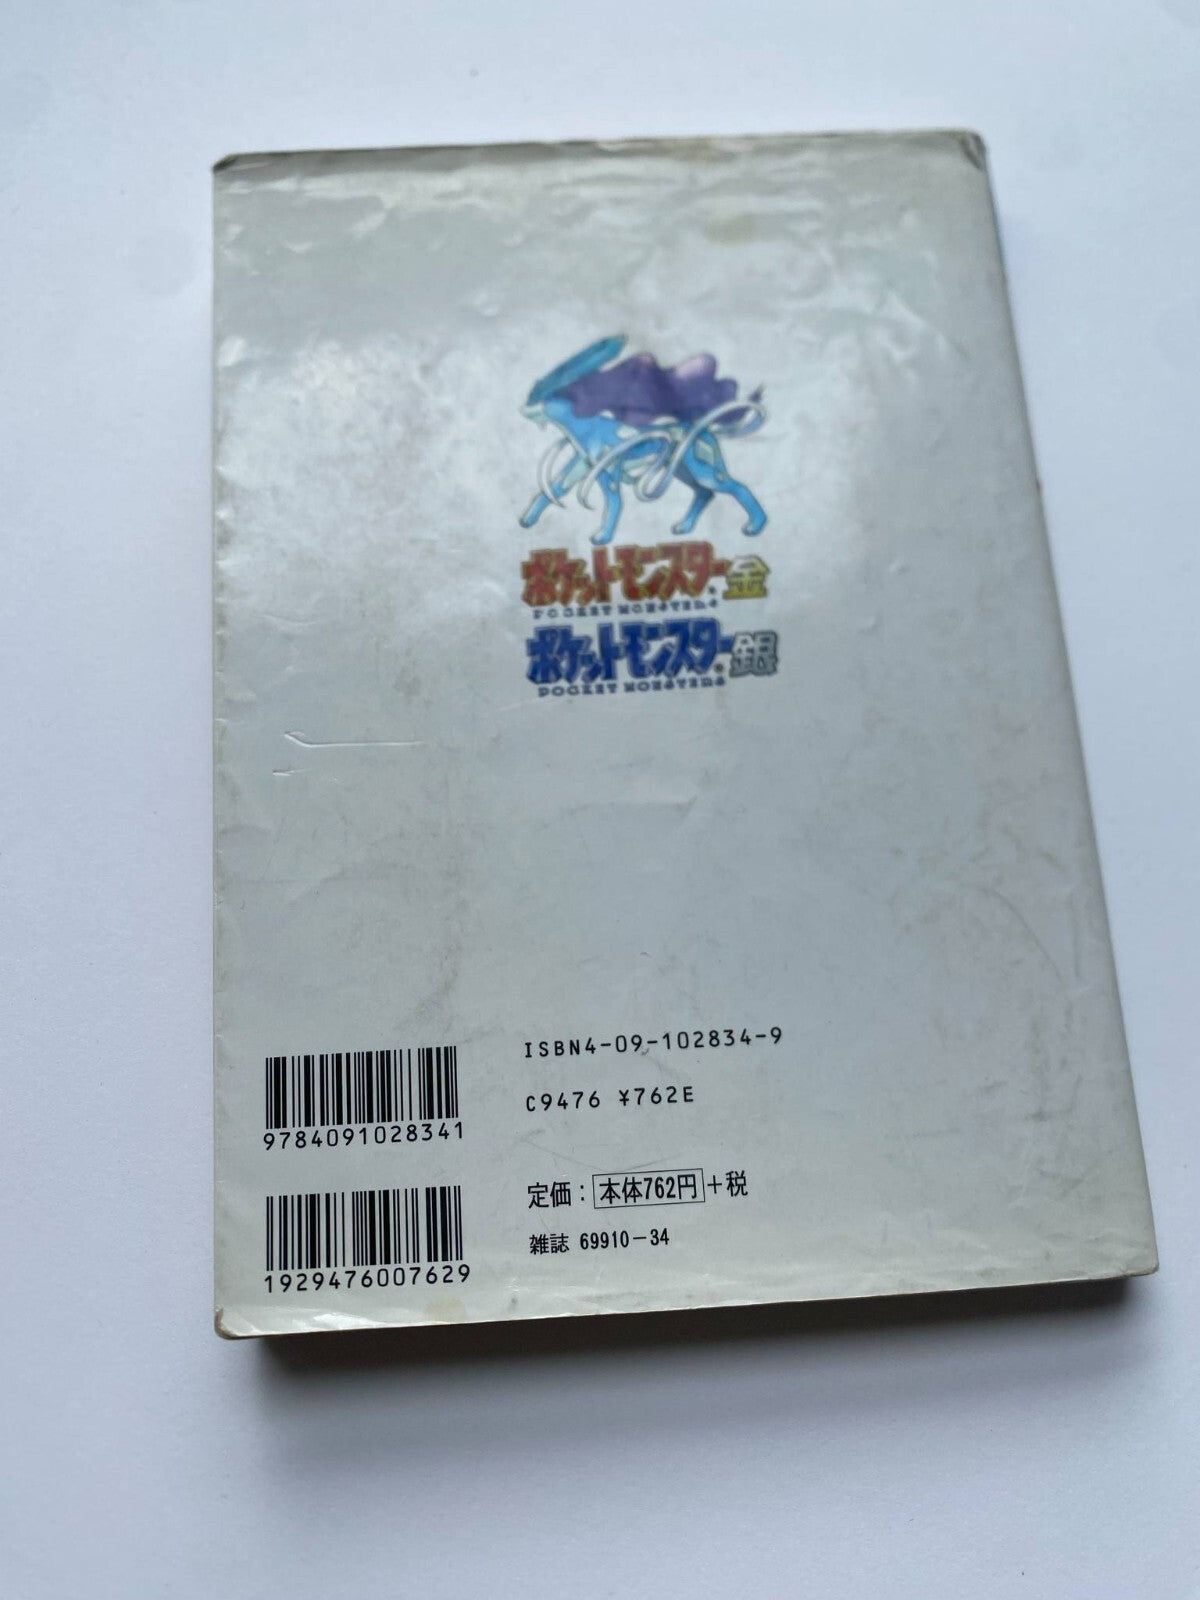 ポケットモンスター金
POCKET MONSTERS
ポケットモンスター銀
POCKET MONSTERS
ISBN4-09-102834-9
C9476 ¥762E
9784091028341
定価：本体762円+税
雑誌 69910-34
1929476007629